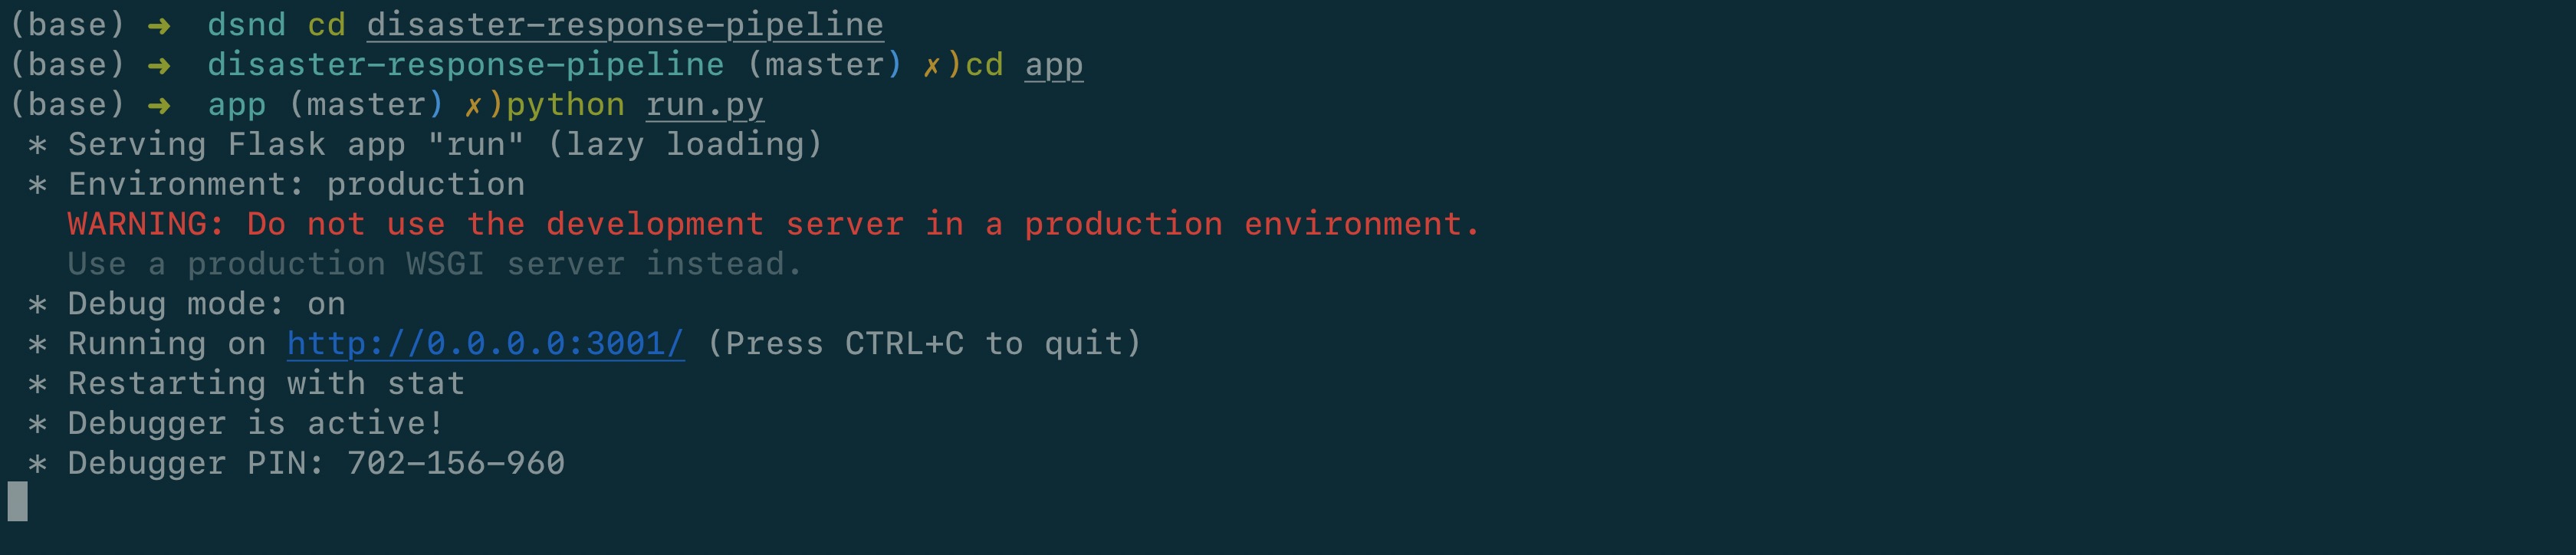 (base) ➜  dsnd cd disaster-response-pipeline
(base) ➜  disaster-response-pipeline (master) ✗)cd app
(base) ➜  app (master) ✗)python run.py
 * Serving Flask app "run" (lazy loading)
 * Environment: production
   WARNING: Do not use the development server in a production environment.
   Use a production WSGI server instead.
 * Debug mode: on
 * Running on http://0.0.0.0:3001/ (Press CTRL+C to quit)
 * Restarting with stat
 * Debugger is active!
 * Debugger PIN: 702-156-960